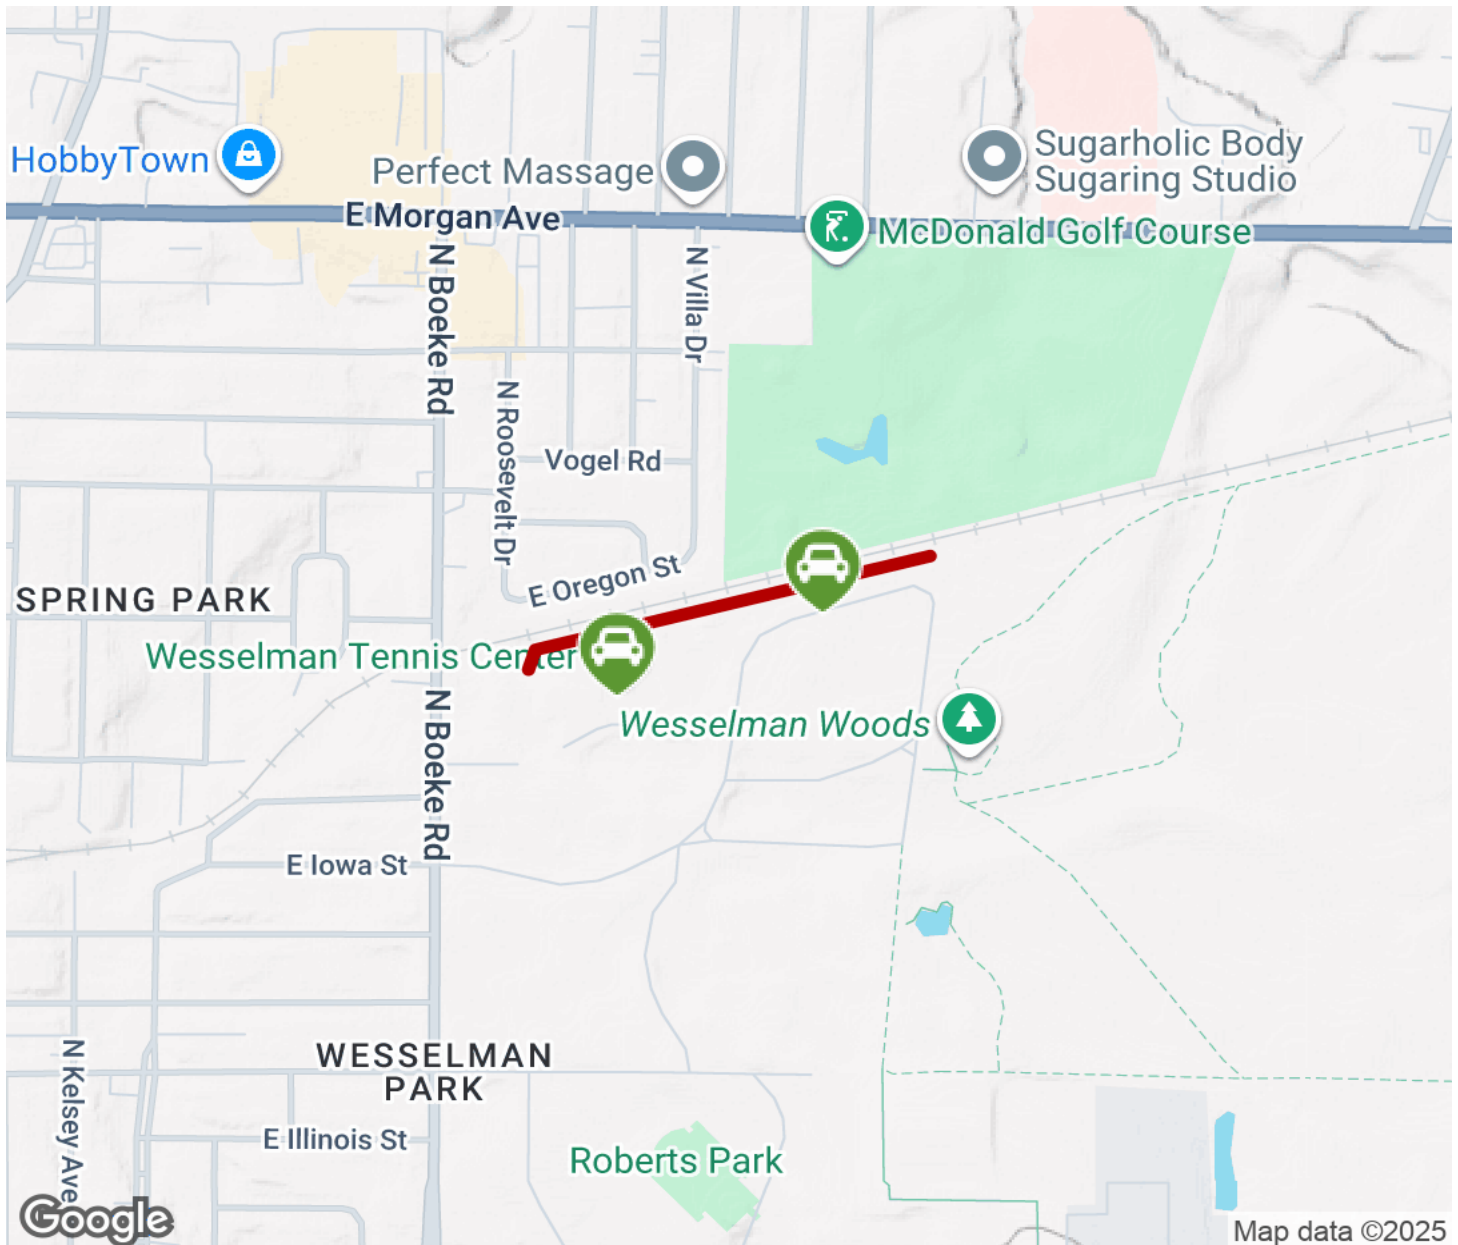 HobbyTown
Perfect Massage
Sugarholic Body
Sugaring Studio
E Morgan Ave
McDonald Golf Course
N Boeke Rd
N Villa Dr
N Roosevelt Dr
Vogel Rd
E Oregon St
SPRING PARK
Wesselman Tennis Center
N Boeke Rd
Wesselman Woods
E Iowa St
WESSELMAN
PARK
N Kelsey Ave
E Illinois St
Roberts Park
Google
Map data ©2025